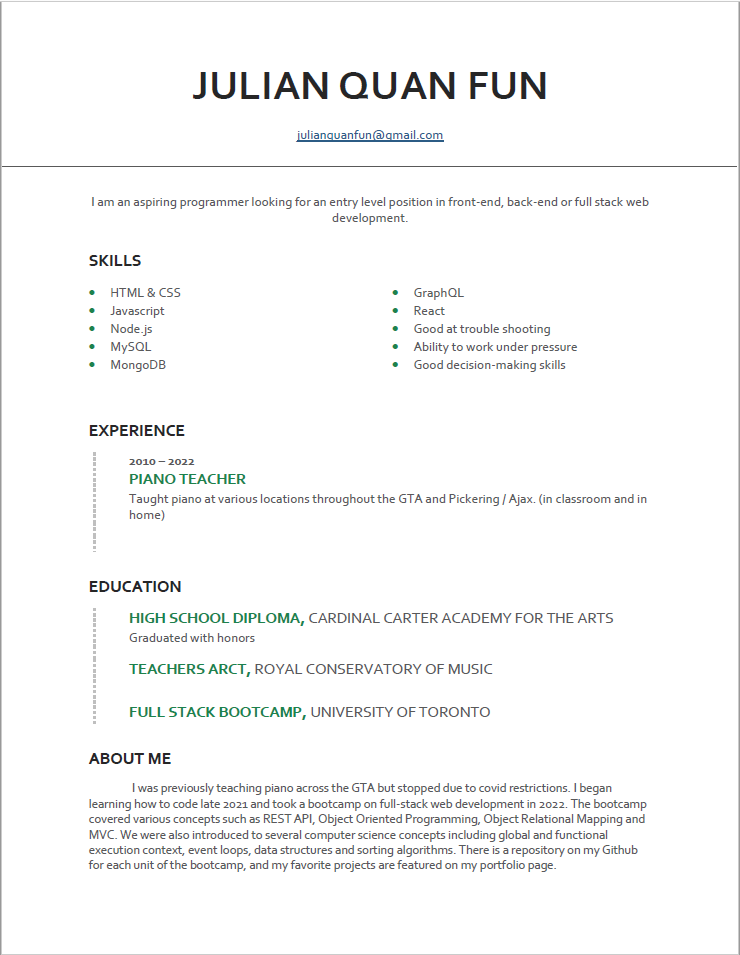 JULIAN QUAN FUN
julianquanfun@gmail.com
I am an aspiring programmer looking for an entry level position in front-end, back-end or full stack web
development.
SKILLS
• HTML & CSS
• Javascript
• Node.js
• MySQL
• MongoDB
• GraphQL
• React
• Good at trouble shooting
• Ability to work under pressure
• Good decision-making skills
EXPERIENCE
2010 – 2022
PIANO TEACHER
Taught piano at various locations throughout the GTA and Pickering / Ajax. (in classroom and in
home)
EDUCATION
HIGH SCHOOL DIPLOMA, CARDINAL CARTER ACADEMY FOR THE ARTS
Graduated with honors
TEACHERS ARCT, ROYAL CONSERVATORY OF MUSIC
FULL STACK BOOTCAMP, UNIVERSITY OF TORONTO
ABOUT ME
I was previously teaching piano across the GTA but stopped due to covid restrictions. I began
learning how to code late 2021 and took a bootcamp on full-stack web development in 2022. The bootcamp
covered various concepts such as REST API, Object Oriented Programming, Object Relational Mapping and
MVC. We were also introduced to several computer science concepts including global and functional
execution context, event loops, data structures and sorting algorithms. There is a repository on my Github
for each unit of the bootcamp, and my favorite projects are featured on my portfolio page.